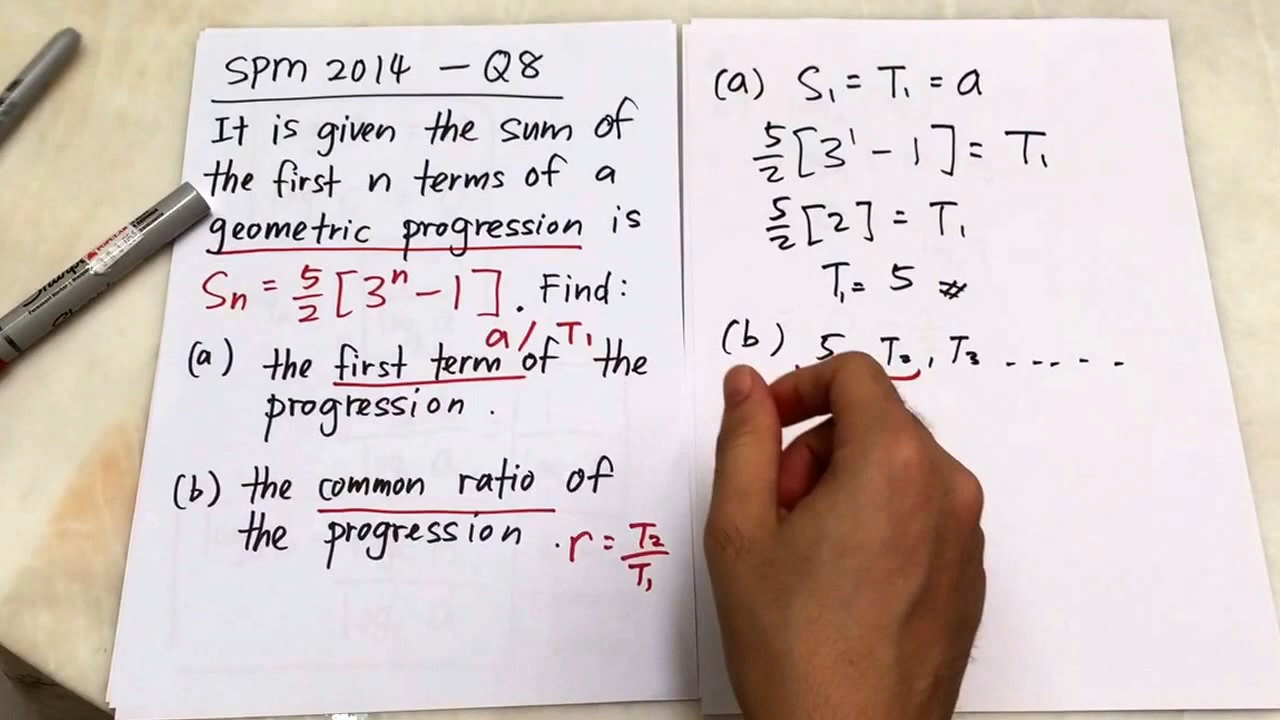 SPM 2014 - Q8
It is given the sum of
the first n terms of a
geometric progression is
Sn = 5/2 [3^n - 1]. Find:
a / T1
(a) the first term of the
progression.
(b) the common ratio of
the progression. r = T2/T1
(a) S1 = T1 = a
5/2 [3^1 - 1] = T1
5/2 [2] = T1
T1 = 5 #
(b) 5 T2, T3 -----
Sharpie